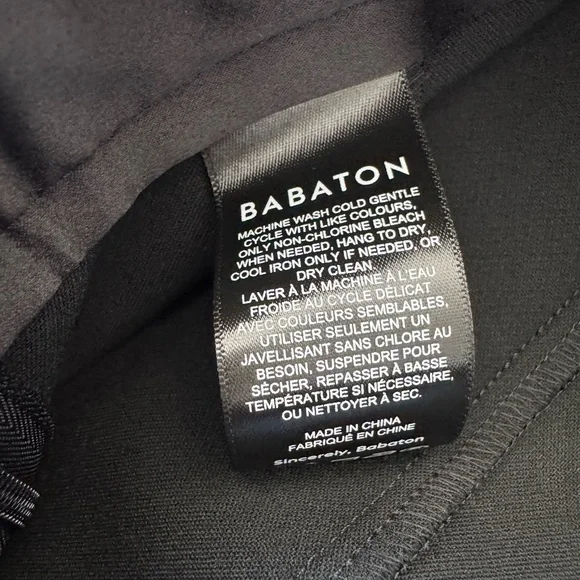 BABATON
MACHINE WASH COLD GENTLE
CYCLE WITH LIKE COLOURS,
ONLY NON-CHLORINE BLEACH
WHEN NEEDED, HANG TO DRY,
COOL IRON ONLY IF NEEDED, OR
DRY CLEAN.
LAVER À LA MACHINE À L'EAU
FROIDE AU CYCLE DÉLICAT
AVEC COULEURS SEMBLABLES,
UTILISER SEULEMENT UN
JAVELLISANT SANS CHLORE AU
BESOIN, SUSPENDRE POUR
SÉCHER, REPASSER À BASSE
TEMPÉRATURE SI NÉCESSAIRE,
OU NETTOYER À SEC.
MADE IN CHINA
FABRIQUÉ EN CHINE
Sincerely, Babaton